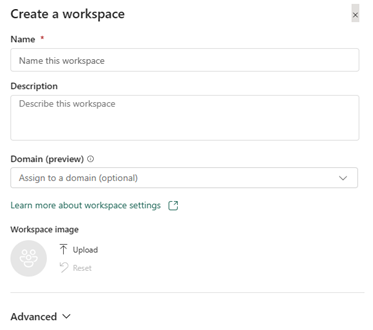 Create a workspace
Name *
Name this workspace
Description
Describe this workspace
Domain (preview)
Assign to a domain (optional)
Learn more about workspace settings
Workspace image
Upload
Reset
Advanced